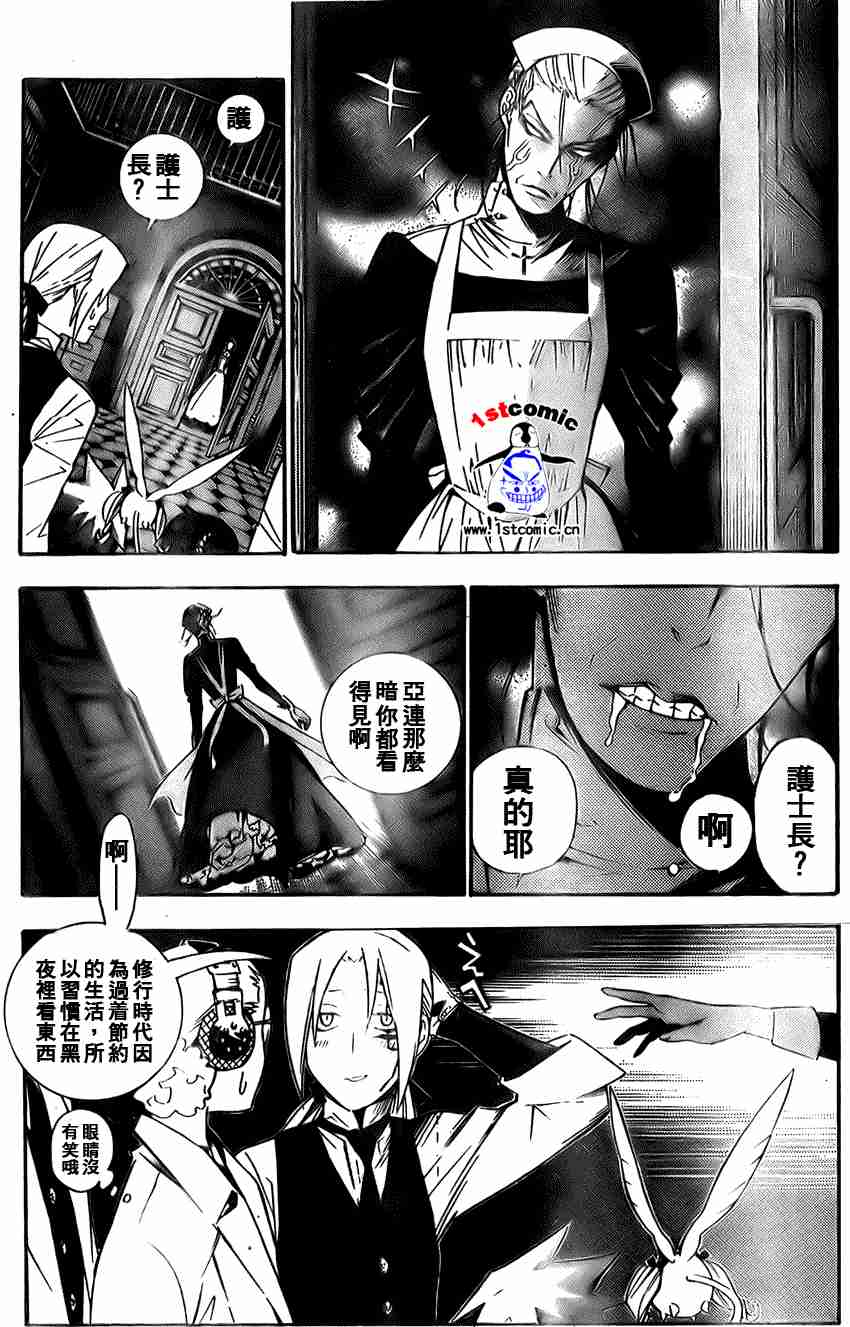 護
護士
長？
1stcomic
www.1stcomic.cn
護士長？
啊
真的耶
亞連那麼
暗你都看
得見啊
啊——
修行時代因
為過着節約
的生活，所
以習慣在黑
夜裡看東西
眼睛沒
有笑哦